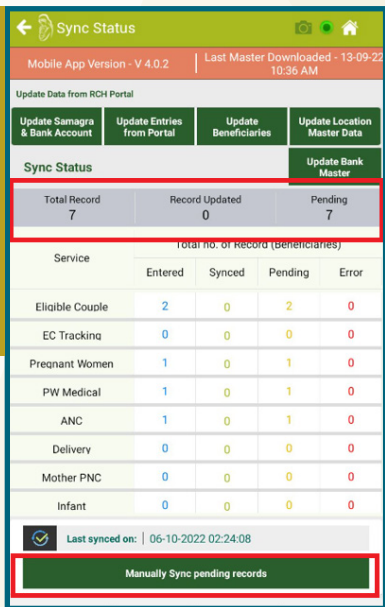 Sync Status
Mobile App Version - V 4.0.2
Last Master Downloaded - 13-09-22
10:36 AM
Update Data from RCH Portal
Update Samagra
& Bank Account
Update Entries
from Portal
Update
Beneficiaries
Update Location
Master Data
Sync Status
Update Bank
Master
Total Record
7
Record Updated
0
Pending
7
Service
Total no. of Record (Beneficiaries)
Entered Synced Pending Error
Eligible Couple 2 0 2 0
EC Tracking 0 0 0 0
Pregnant Women 1 0 1 0
PW Medical 1 0 1 0
ANC 1 0 1 0
Delivery 0 0 0 0
Mother PNC 0 0 0 0
Infant 0 0 0 0
Last synced on: | 06-10-2022 02:24:08
Manually Sync pending records